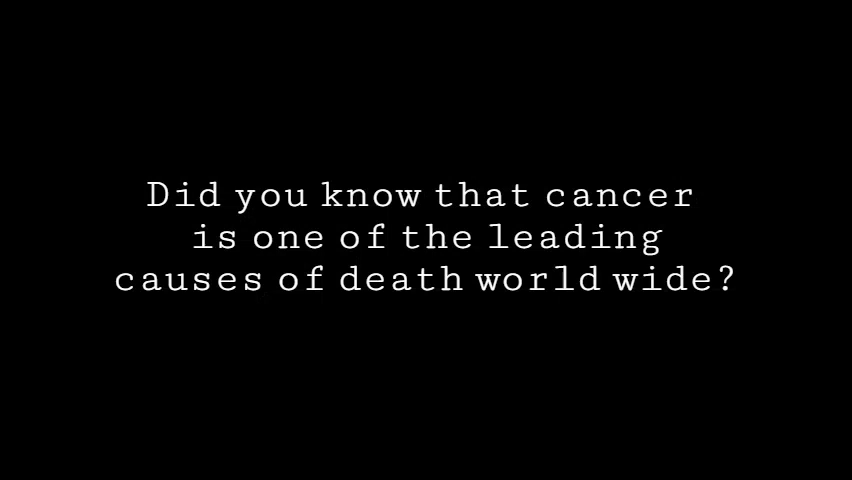 Did you know that cancer
is one of the leading
causes of death world wide?